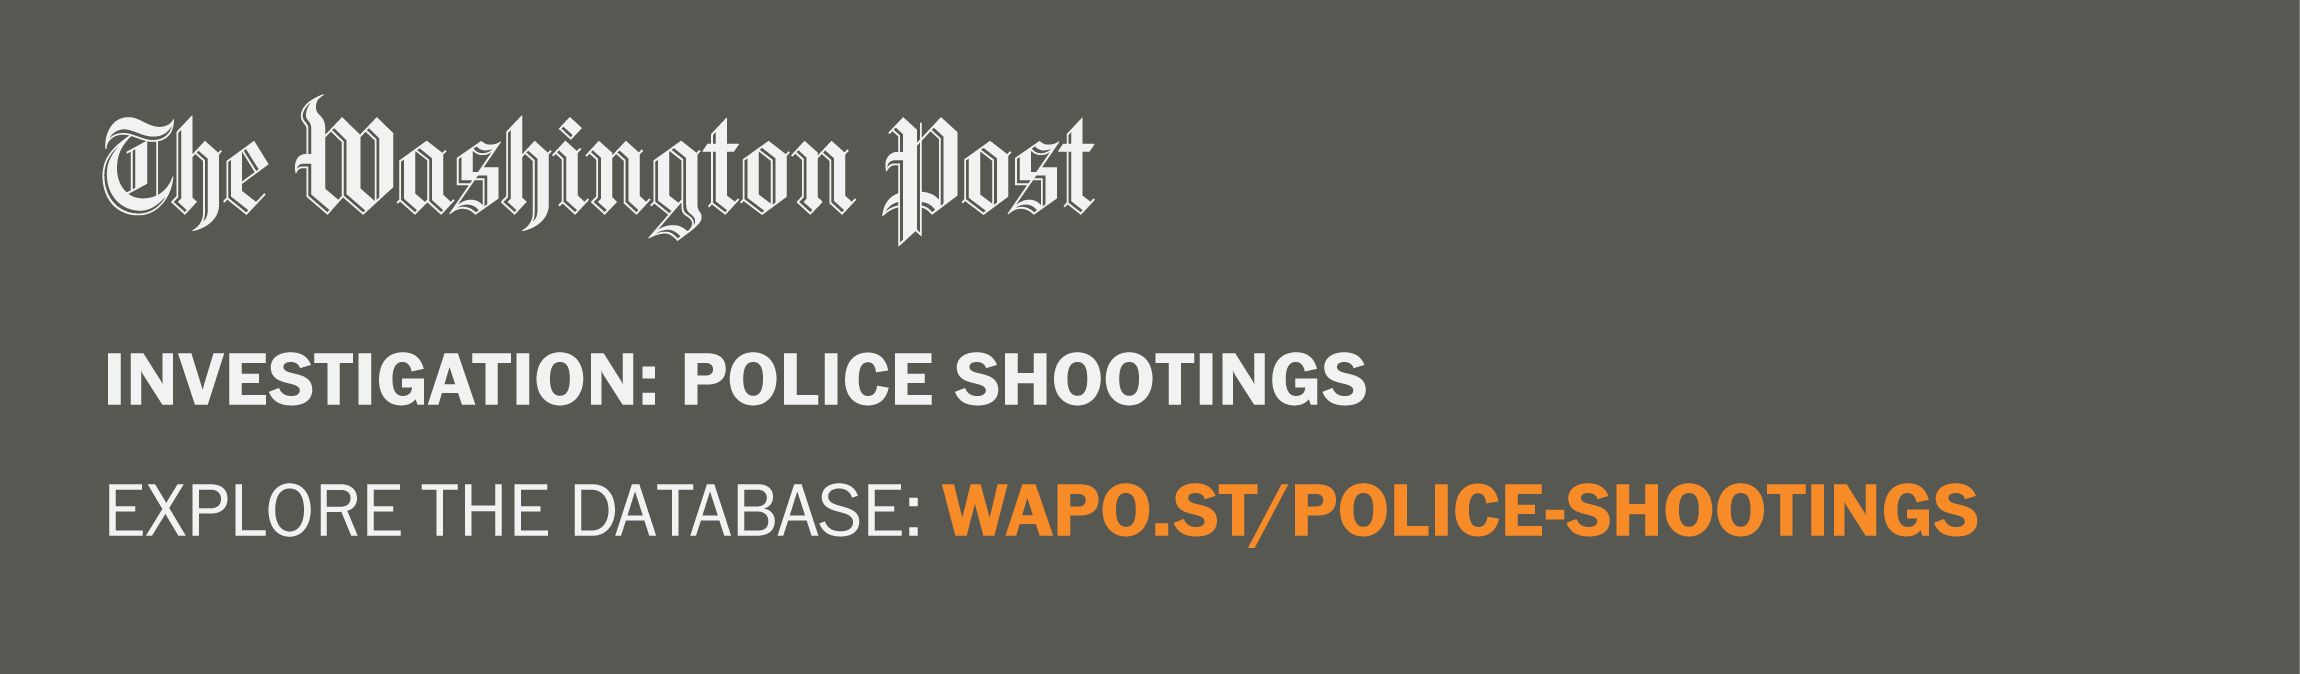 The Washington Post
INVESTIGATION: POLICE SHOOTINGS
EXPLORE THE DATABASE: WAPO.ST/POLICE-SHOOTINGS